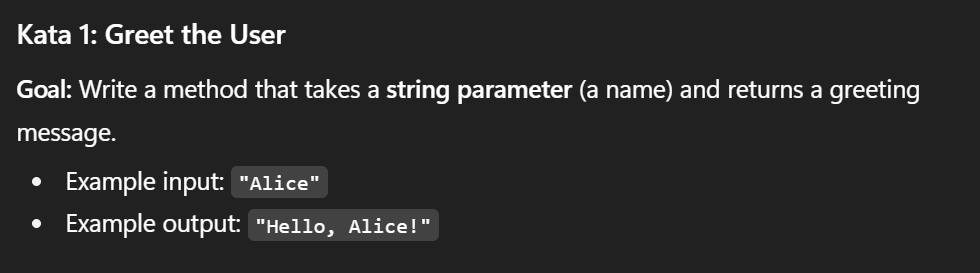 Kata 1: Greet the User
Goal: Write a method that takes a string parameter (a name) and returns a greeting
message.
• Example input: "Alice"
• Example output: "Hello, Alice!"